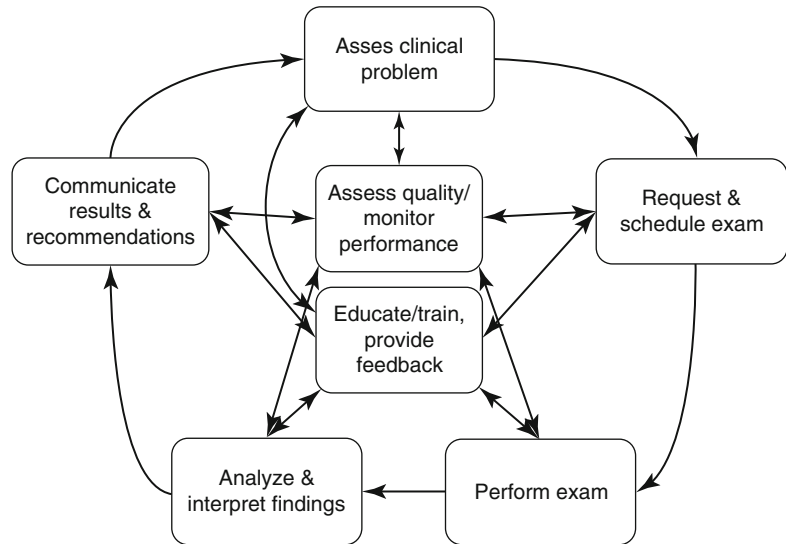 Asses clinical
problem
Communicate
results &
recommendations
Assess quality/
monitor
performance
Request &
schedule exam
Educate/train,
provide
feedback
Analyze &
interpret findings
Perform exam